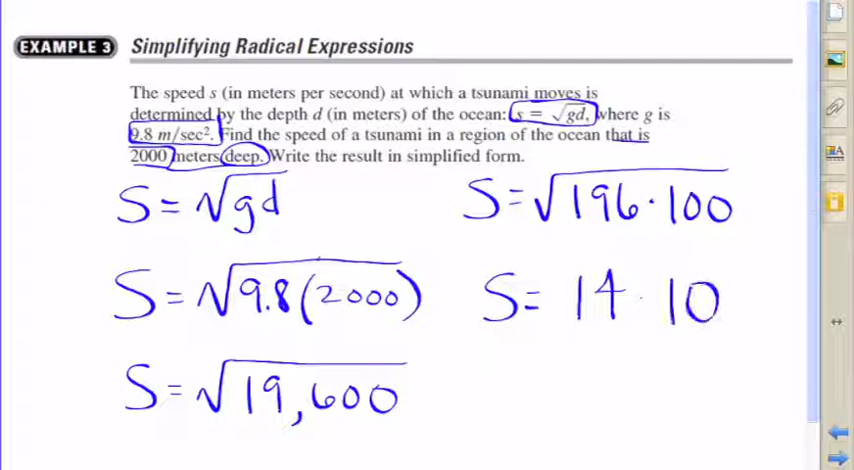 EXAMPLE 3 Simplifying Radical Expressions
The speed s (in meters per second) at which a tsunami moves is
determined by the depth d (in meters) of the ocean: s = √gd, where g is
9.8 m/sec². Find the speed of a tsunami in a region of the ocean that is
2000 meters deep. Write the result in simplified form.
S = √gd
S = √9.8(2000)
S = √19,600
S = √196·100
S = 14·10